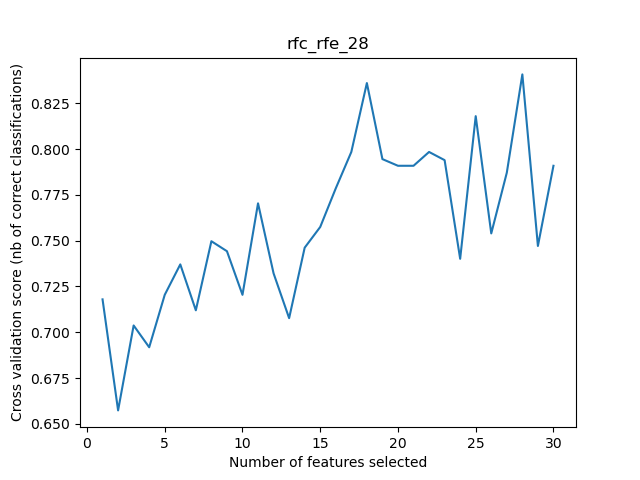 rfc_rfe_28
Cross validation score (nb of correct classifications)
0.825
0.800
0.775
0.750
0.725
0.700
0.675
0.650
0 5 10 15 20 25 30
Number of features selected